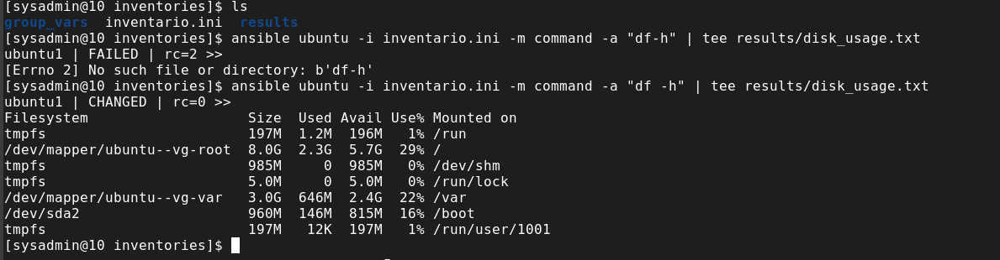 [sysadmin@10 inventories]$ ls
group_vars  inventario.ini  results
[sysadmin@10 inventories]$ ansible ubuntu -i inventario.ini -m command -a "df-h" | tee results/disk_usage.txt
ubuntu1 | FAILED | rc=2 >>
[Errno 2] No such file or directory: b'df-h'
[sysadmin@10 inventories]$ ansible ubuntu -i inventario.ini -m command -a "df -h" | tee results/disk_usage.txt
ubuntu1 | CHANGED | rc=0 >>
Filesystem                   Size  Used Avail Use% Mounted on
tmpfs                        197M  1.2M  196M   1% /run
/dev/mapper/ubuntu--vg-root  8.0G  2.3G  5.7G  29% /
tmpfs                        985M     0  985M   0% /dev/shm
tmpfs                        5.0M     0  5.0M   0% /run/lock
/dev/mapper/ubuntu--vg-var   3.0G  646M  2.4G  22% /var
/dev/sda2                    960M  146M  815M  16% /boot
tmpfs                        197M   12K  197M   1% /run/user/1001
[sysadmin@10 inventories]$